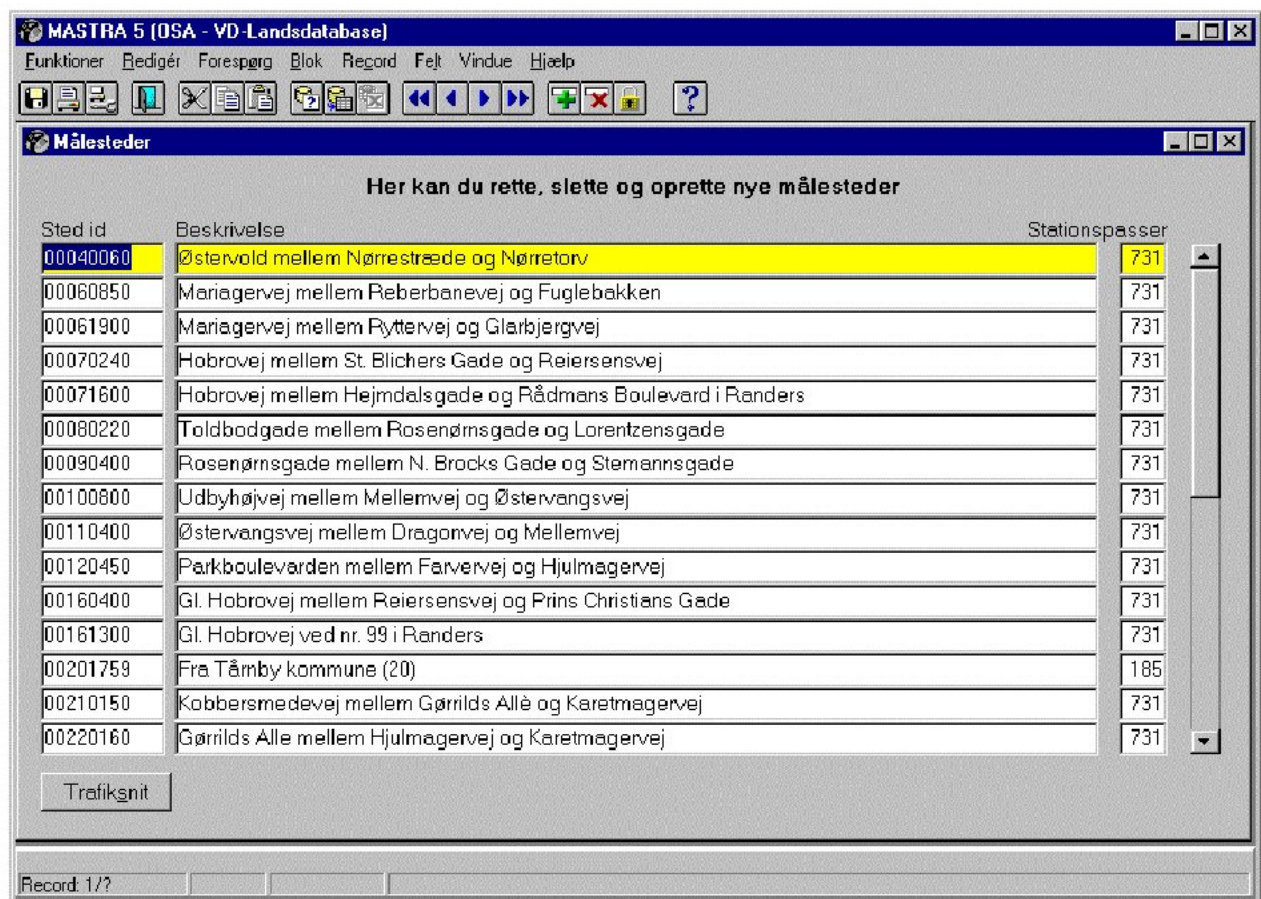 MASTRA 5 (OSA - VD-Landsdatabase)
Funktioner Redigér Forespørg Blok Record Felt Vindue Hjælp
Målesteder
Her kan du rette, slette og oprette nye målesteder
Sted id Beskrivelse Stationspasser
00040060 Østervold mellem Nørrestræde og Nørretorv 731
00060850 Mariagervej mellem Reberbanevej og Fuglebakken 731
00061900 Mariagervej mellem Ryttervej og Glarbjergvej 731
00070240 Hobrovej mellem St. Blichers Gade og Reiersensvej 731
00071600 Hobrovej mellem Hejmdalsgade og Rådmans Boulevard i Randers 731
00080220 Toldbodgade mellem Rosenørnsgade og Lorentzensgade 731
00090400 Rosenørnsgade mellem N. Brocks Gade og Stemannsgade 731
00100800 Udbyhøjvej mellem Mellemvej og Østervangsvej 731
00110400 Østervangsvej mellem Dragonvej og Mellemvej 731
00120450 Parkboulevarden mellem Farvervej og Hjulmagervej 731
00160400 Gl. Hobrovej mellem Reiersensvej og Prins Christians Gade 731
00161300 Gl. Hobrovej ved nr. 99 i Randers 731
00201759 Fra Tårnby kommune (20) 185
00210150 Kobbersmedevej mellem Gørrilds Allè og Karetmagervej 731
00220160 Gørrilds Alle mellem Hjulmagervej og Karetmagervej 731
Trafiksnit
Record: 1/?